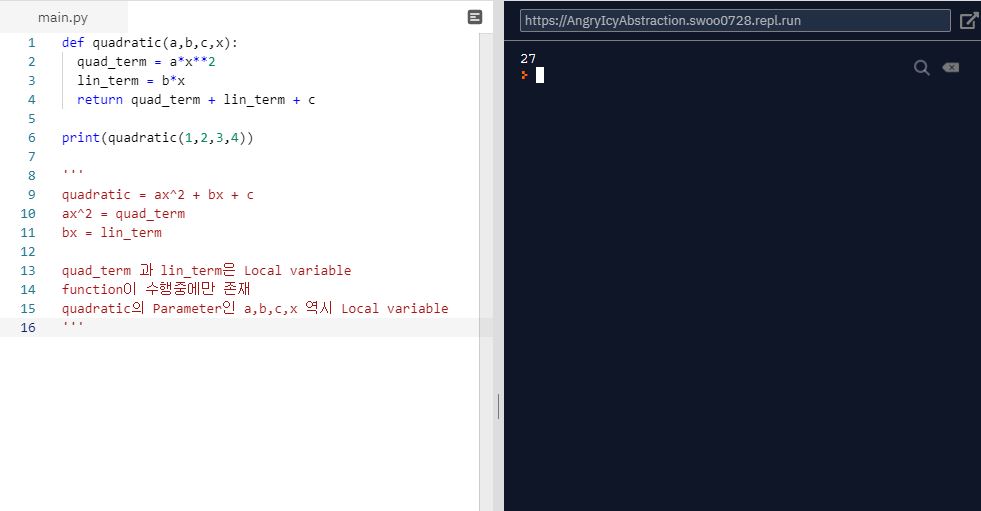 main.py
1 def quadratic(a,b,c,x):
2 quad_term = a*x**2
3 lin_term = b*x
4 return quad_term + lin_term + c
5
6 print(quadratic(1,2,3,4))
7
8 '''
9 quadratic = ax^2 + bx + c
10 ax^2 = quad_term
11 bx = lin_term
12
13 quad_term 과 lin_term은 Local variable
14 function이 수행중에만 존재
15 quadratic의 Parameter인 a,b,c,x 역시 Local variable
16 '''
https://AngryIcyAbstraction.swoo0728.repl.run
27